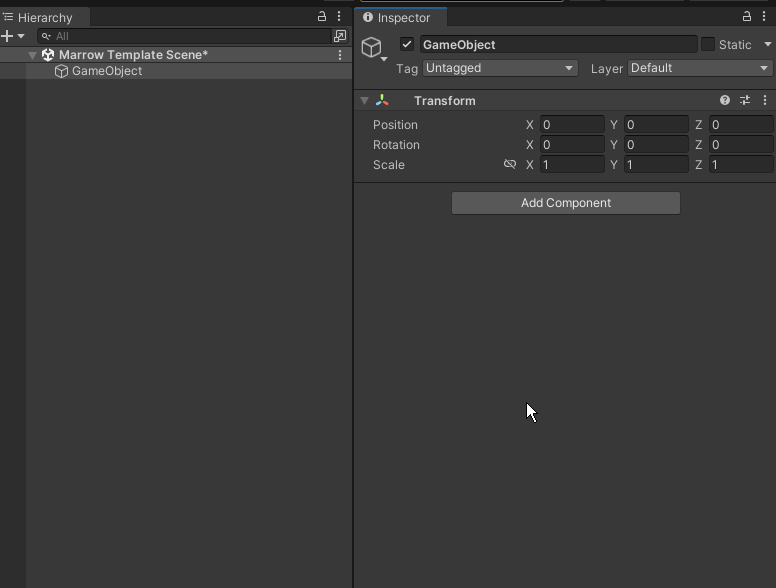 Hierarchy
All
Marrow Template Scene*
GameObject
Inspector
GameObject
Static
Tag Untagged Layer Default
Transform
Position X 0 Y 0 Z 0
Rotation X 0 Y 0 Z 0
Scale X 1 Y 1 Z 1
Add Component